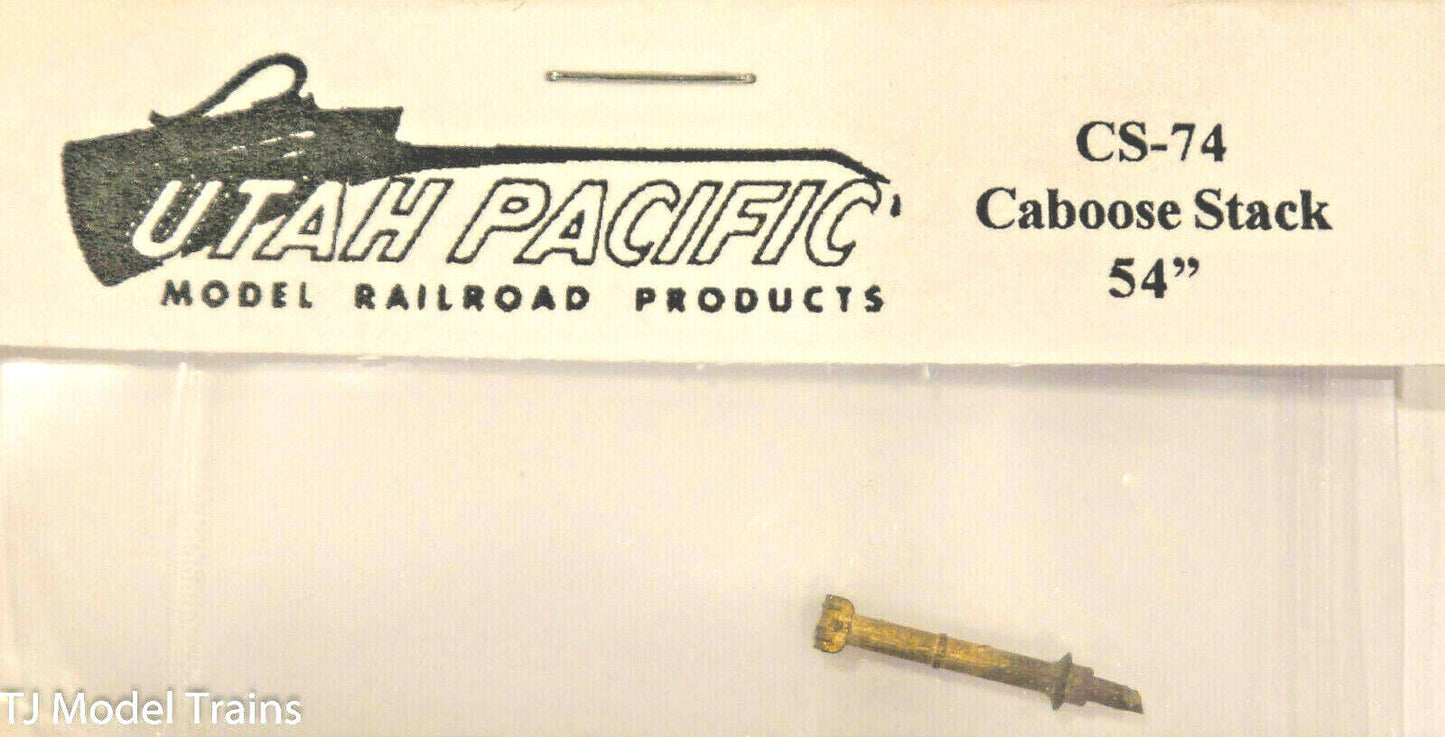 UTAH PACIFIC
MODEL RAILROAD PRODUCTS
CS-74
Caboose Stack
54”
TJ Model Trains